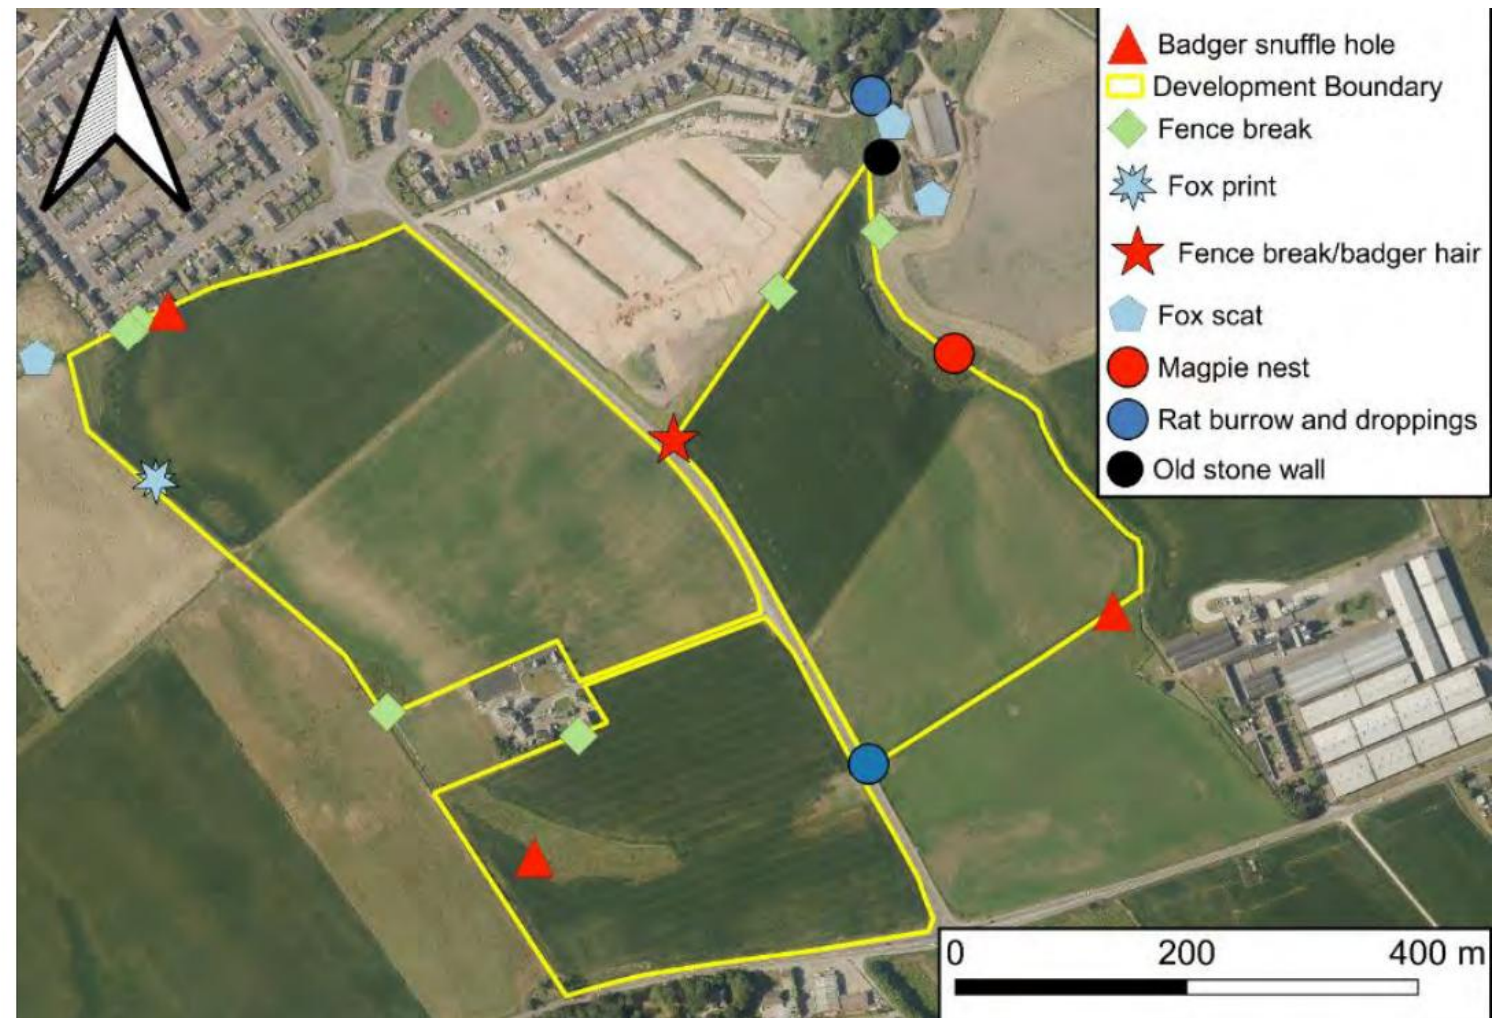 Badger snuffle hole
Development Boundary
Fence break
Fox print
Fence break/badger hair
Fox scat
Magpie nest
Rat burrow and droppings
Old stone wall
0 200 400 m